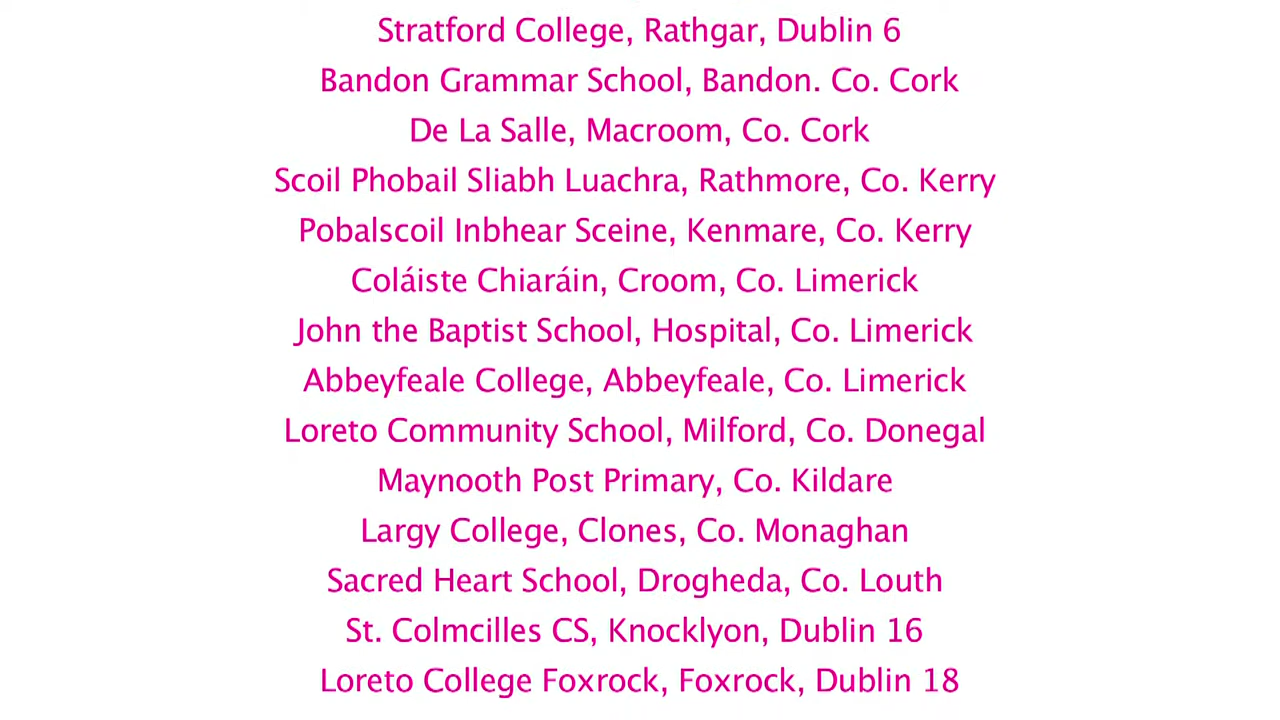 Stratford College, Rathgar, Dublin 6
Bandon Grammar School, Bandon. Co. Cork
De La Salle, Macroom, Co. Cork
Scoil Phobail Sliabh Luachra, Rathmore, Co. Kerry
Pobalscoil Inbhear Sceine, Kenmare, Co. Kerry
Coláiste Chiaráin, Croom, Co. Limerick
John the Baptist School, Hospital, Co. Limerick
Abbeyfeale College, Abbeyfeale, Co. Limerick
Loreto Community School, Milford, Co. Donegal
Maynooth Post Primary, Co. Kildare
Largy College, Clones, Co. Monaghan
Sacred Heart School, Drogheda, Co. Louth
St. Colmcilles CS, Knocklyon, Dublin 16
Loreto College Foxrock, Foxrock, Dublin 18